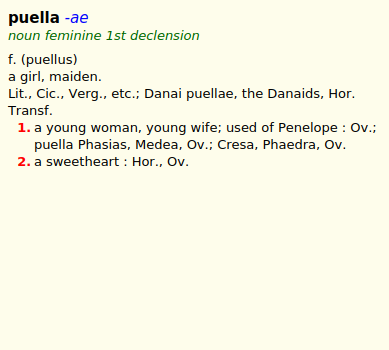 puella -ae
noun feminine 1st declension
f. (puellus)
a girl, maiden.
Lit., Cic., Verg., etc.; Danai puellae, the Danaids, Hor.
Transf.
1. a young woman, young wife; used of Penelope : Ov.;
puella Phasias, Medea, Ov.; Cresa, Phaedra, Ov.
2. a sweetheart : Hor., Ov.